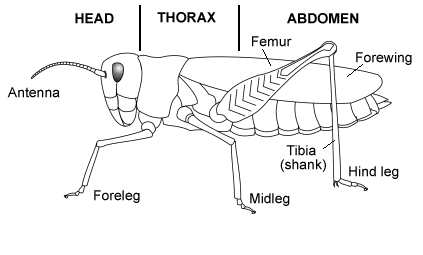 HEAD
THORAX
ABDOMEN
Femur
Forewing
Antenna
Tibia
(shank)
Hind leg
Foreleg
Midleg